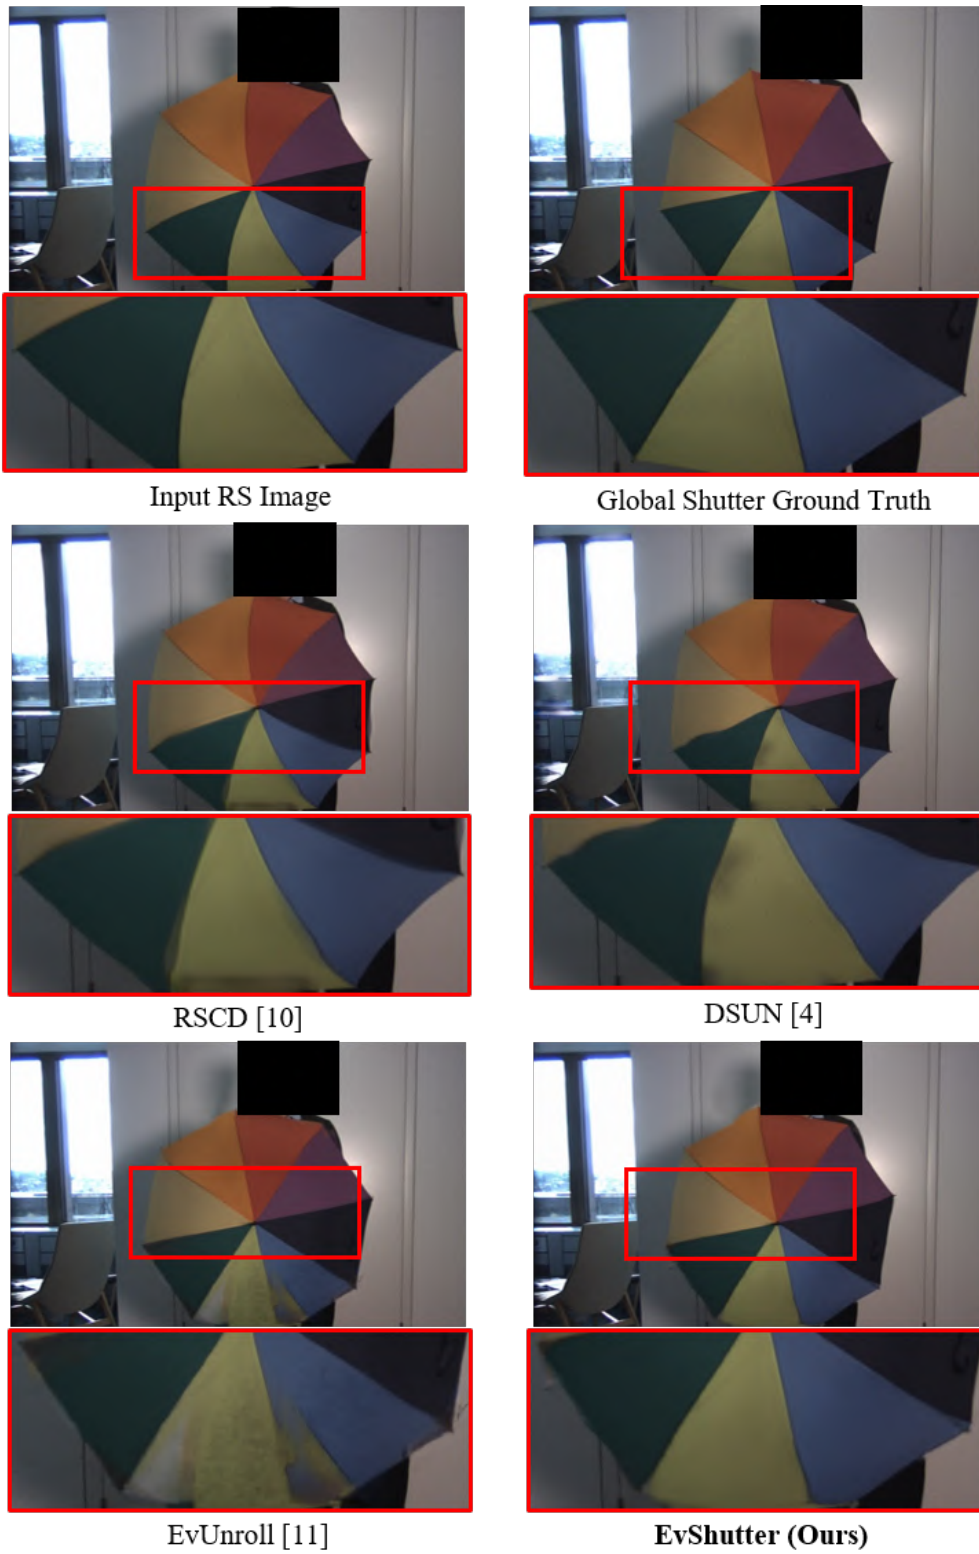 Input RS Image
Global Shutter Ground Truth
RSCD [10]
DSUN [4]
EvUnroll [11]
EvShutter (Ours)